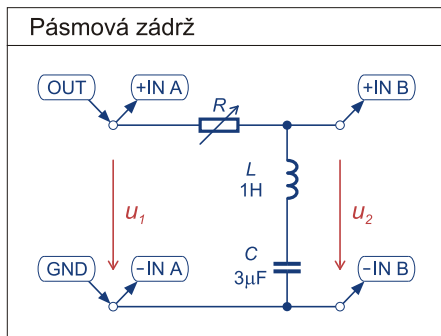 Pásmová zádrž
OUT
+IN A
R
+IN B
L
1H
u1
u2
C
3µF
GND
−IN A
−IN B